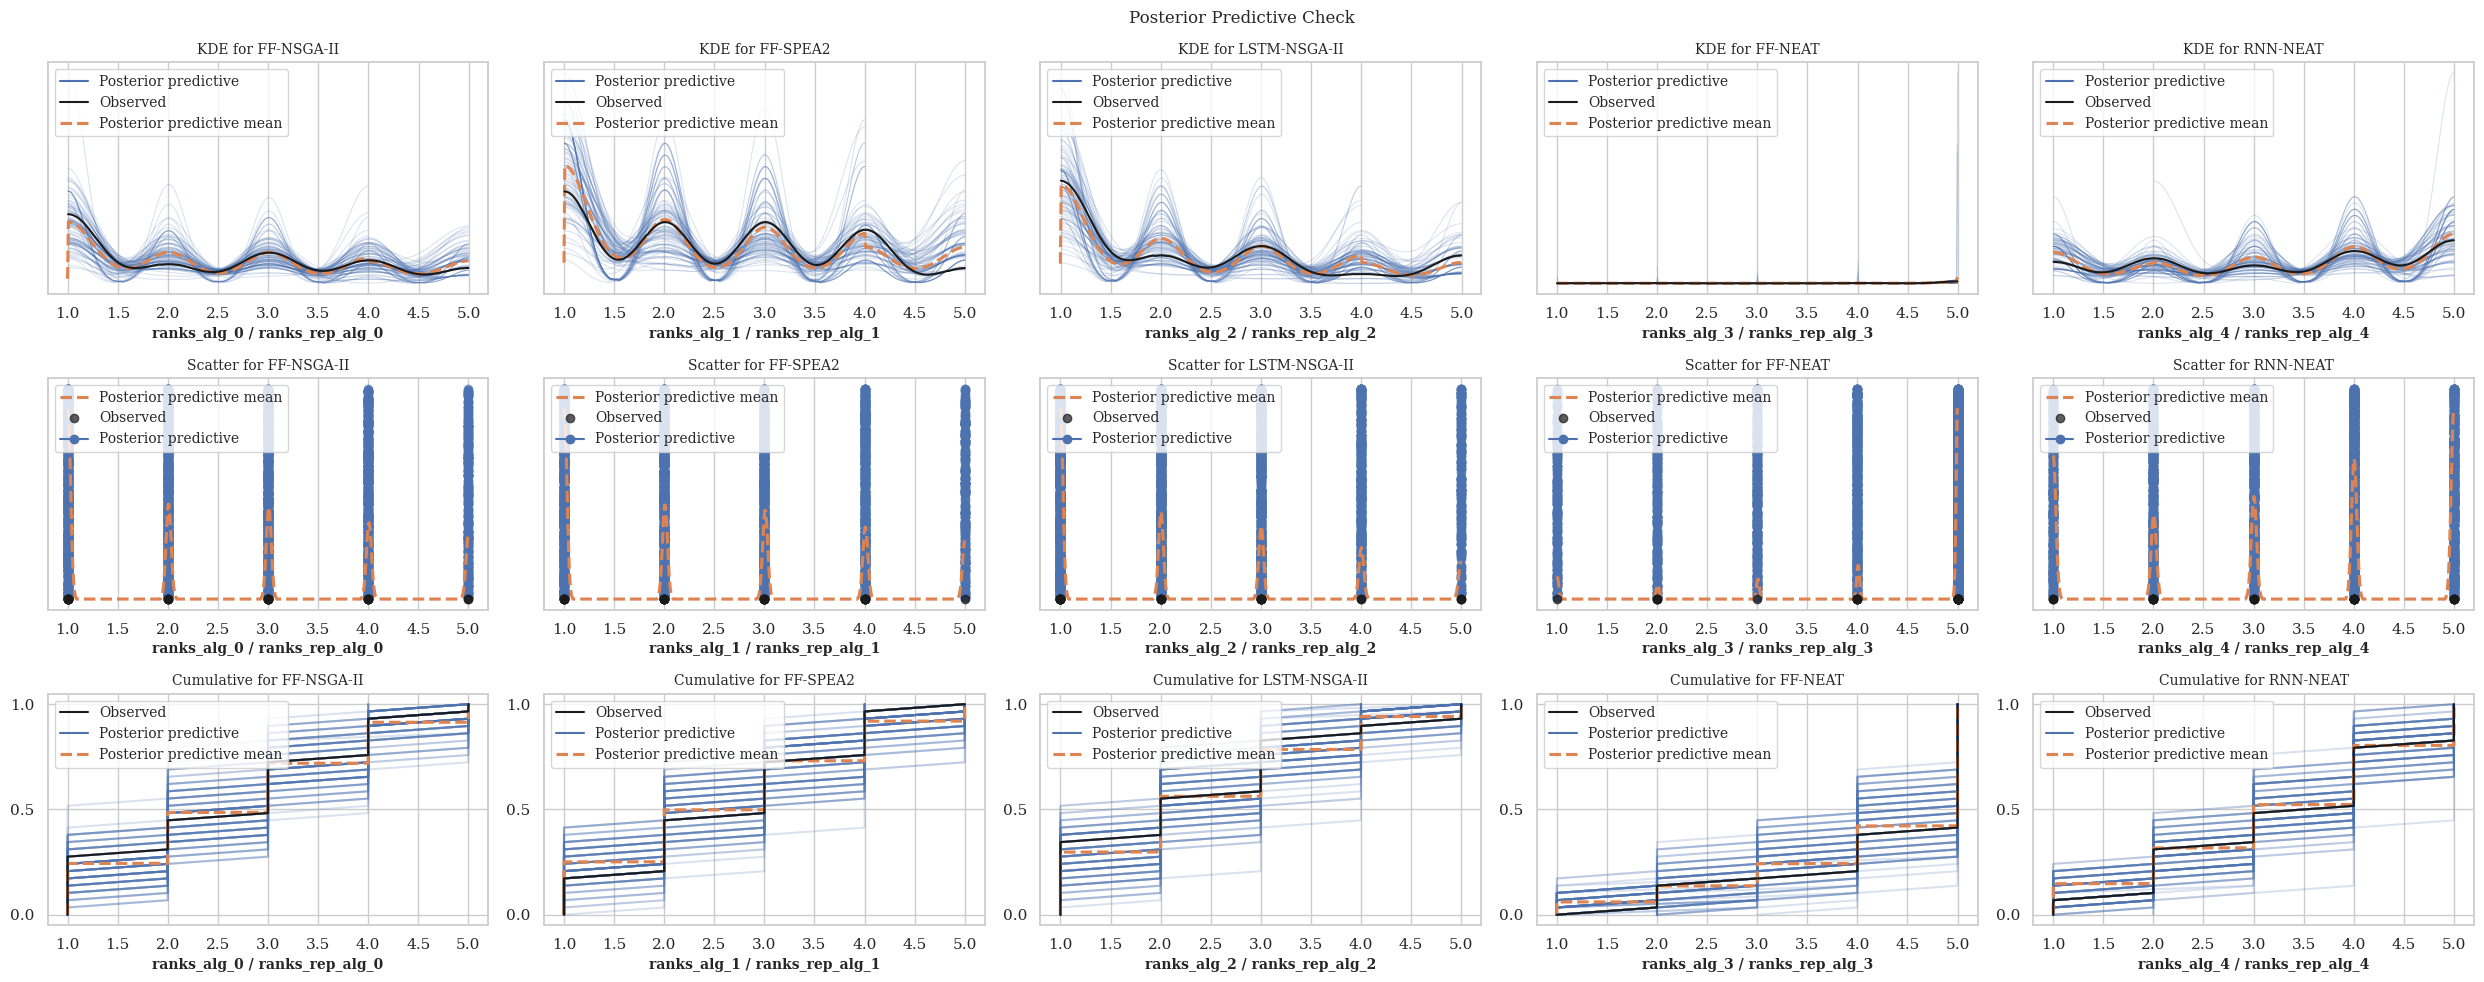 Posterior Predictive Check
KDE for FF-NSGA-II
Posterior predictive
Observed
Posterior predictive mean
1.0 1.5 2.0 2.5 3.0 3.5 4.0 4.5 5.0
ranks_alg_0 / ranks_rep_alg_0
KDE for FF-SPEA2
Posterior predictive
Observed
Posterior predictive mean
1.0 1.5 2.0 2.5 3.0 3.5 4.0 4.5 5.0
ranks_alg_1 / ranks_rep_alg_1
KDE for LSTM-NSGA-II
Posterior predictive
Observed
Posterior predictive mean
1.0 1.5 2.0 2.5 3.0 3.5 4.0 4.5 5.0
ranks_alg_2 / ranks_rep_alg_2
KDE for FF-NEAT
Posterior predictive
Observed
Posterior predictive mean
1.0 1.5 2.0 2.5 3.0 3.5 4.0 4.5 5.0
ranks_alg_3 / ranks_rep_alg_3
KDE for RNN-NEAT
Posterior predictive
Observed
Posterior predictive mean
1.0 1.5 2.0 2.5 3.0 3.5 4.0 4.5 5.0
ranks_alg_4 / ranks_rep_alg_4
Scatter for FF-NSGA-II
Posterior predictive mean
Observed
Posterior predictive
1.0 1.5 2.0 2.5 3.0 3.5 4.0 4.5 5.0
ranks_alg_0 / ranks_rep_alg_0
Scatter for FF-SPEA2
Posterior predictive mean
Observed
Posterior predictive
1.0 1.5 2.0 2.5 3.0 3.5 4.0 4.5 5.0
ranks_alg_1 / ranks_rep_alg_1
Scatter for LSTM-NSGA-II
Posterior predictive mean
Observed
Posterior predictive
1.0 1.5 2.0 2.5 3.0 3.5 4.0 4.5 5.0
ranks_alg_2 / ranks_rep_alg_2
Scatter for FF-NEAT
Posterior predictive mean
Observed
Posterior predictive
1.0 1.5 2.0 2.5 3.0 3.5 4.0 4.5 5.0
ranks_alg_3 / ranks_rep_alg_3
Scatter for RNN-NEAT
Posterior predictive mean
Observed
Posterior predictive
1.0 1.5 2.0 2.5 3.0 3.5 4.0 4.5 5.0
ranks_alg_4 / ranks_rep_alg_4
Cumulative for FF-NSGA-II
Observed
Posterior predictive
Posterior predictive mean
1.0
0.5
0.0
1.0 1.5 2.0 2.5 3.0 3.5 4.0 4.5 5.0
ranks_alg_0 / ranks_rep_alg_0
Cumulative for FF-SPEA2
Observed
Posterior predictive
Posterior predictive mean
1.0
0.5
0.0
1.0 1.5 2.0 2.5 3.0 3.5 4.0 4.5 5.0
ranks_alg_1 / ranks_rep_alg_1
Cumulative for LSTM-NSGA-II
Observed
Posterior predictive
Posterior predictive mean
1.0
0.5
0.0
1.0 1.5 2.0 2.5 3.0 3.5 4.0 4.5 5.0
ranks_alg_2 / ranks_rep_alg_2
Cumulative for FF-NEAT
Observed
Posterior predictive
Posterior predictive mean
1.0
0.5
0.0
1.0 1.5 2.0 2.5 3.0 3.5 4.0 4.5 5.0
ranks_alg_3 / ranks_rep_alg_3
Cumulative for RNN-NEAT
Observed
Posterior predictive
Posterior predictive mean
1.0
0.5
0.0
1.0 1.5 2.0 2.5 3.0 3.5 4.0 4.5 5.0
ranks_alg_4 / ranks_rep_alg_4